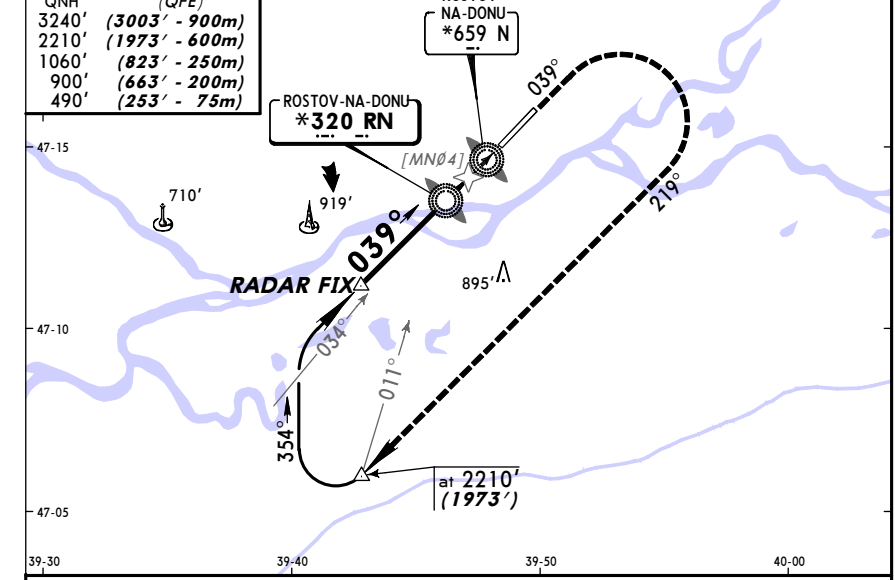 QNH (QFE)
3240' (3003' - 900m)
2210' (1973' - 600m)
1060' (823' - 250m)
900' (663' - 200m)
490' (253' - 75m)
NA-DONU
*659 N
ROSTOV-NA-DONU
*320 RN
[MN04]
039°
219°
47-15
710'
919'
039°
895'
RADAR FIX
47-10
034°
011°
354°
at 2210'
(1973')
47-05
39-30 39-40 39-50 40-00